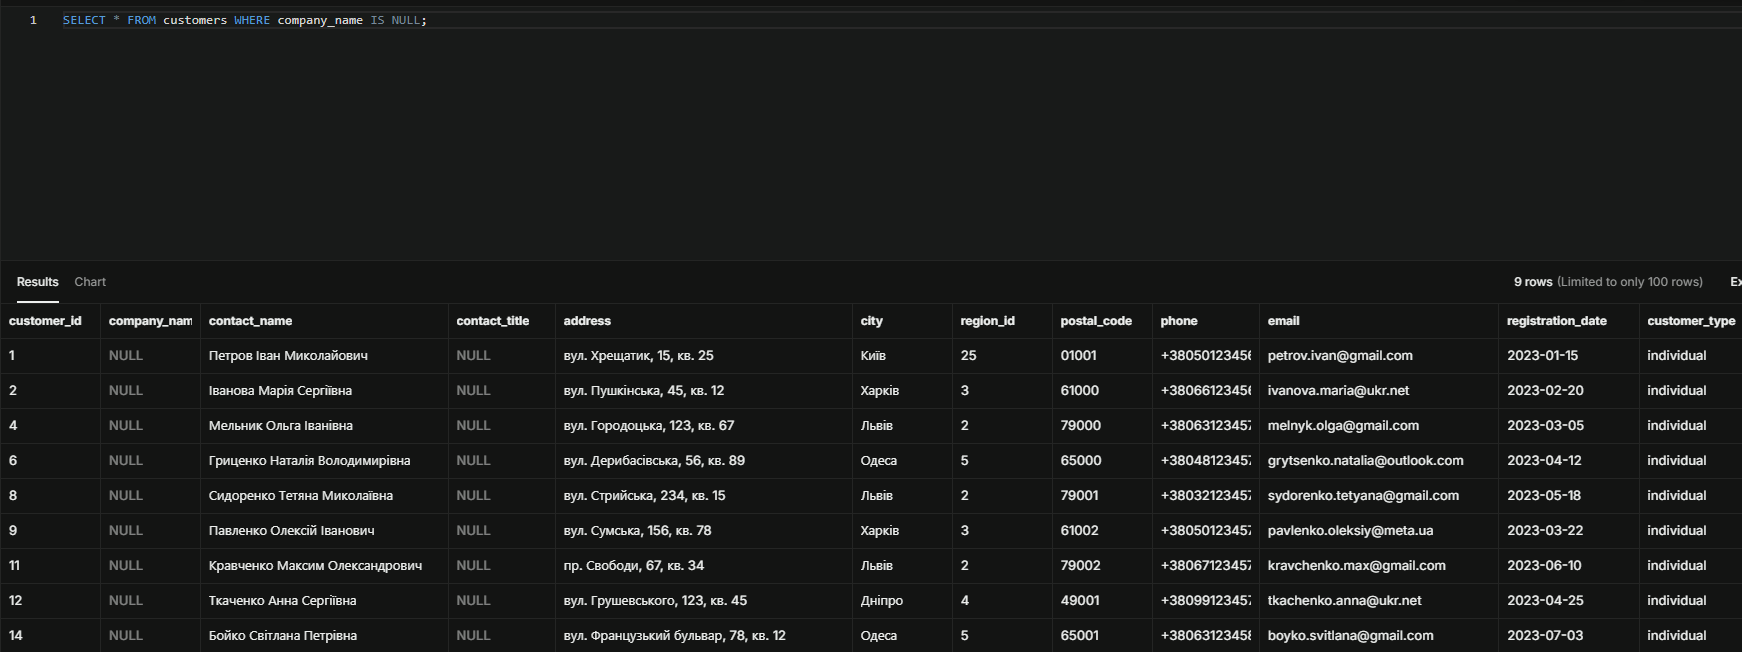 1 SELECT * FROM customers WHERE company_name IS NULL;
Results Chart 9 rows (Limited to only 100 rows) Ex
customer_id company_nam contact_name contact_title address city region_id postal_code phone email registration_date customer_type
1 NULL Петров Іван Миколайович NULL вул. Хрещатик, 15, кв. 25 Київ 25 01001 +38050123456 petrov.ivan@gmail.com 2023-01-15 individual
2 NULL Іванова Марія Сергіївна NULL вул. Пушкінська, 45, кв. 12 Харків 3 61000 +38066123456 ivanova.maria@ukr.net 2023-02-20 individual
4 NULL Мельник Ольга Іванівна NULL вул. Городоцька, 123, кв. 67 Львів 2 79000 +38063123457 melnyk.olga@gmail.com 2023-03-05 individual
6 NULL Гриценко Наталія Володимирівна NULL вул. Дерибасівська, 56, кв. 89 Одеса 5 65000 +38048123457 grytsenko.natalia@outlook.com 2023-04-12 individual
8 NULL Сидоренко Тетяна Миколаївна NULL вул. Стрийська, 234, кв. 15 Львів 2 79001 +38032123457 sydorenko.tetyana@gmail.com 2023-05-18 individual
9 NULL Павленко Олексій Іванович NULL вул. Сумська, 156, кв. 78 Харків 3 61002 +38050123457 pavlenko.oleksiy@meta.ua 2023-03-22 individual
11 NULL Кравченко Максим Олександрович NULL пр. Свободи, 67, кв. 34 Львів 2 79002 +38067123457 kravchenko.max@gmail.com 2023-06-10 individual
12 NULL Ткаченко Анна Сергіївна NULL вул. Грушевського, 123, кв. 45 Дніпро 4 49001 +38099123457 tkachenko.anna@ukr.net 2023-04-25 individual
14 NULL Бойко Світлана Петрівна NULL вул. Французький бульвар, 78, кв. 12 Одеса 5 65001 +38063123458 boyko.svitlana@gmail.com 2023-07-03 individual